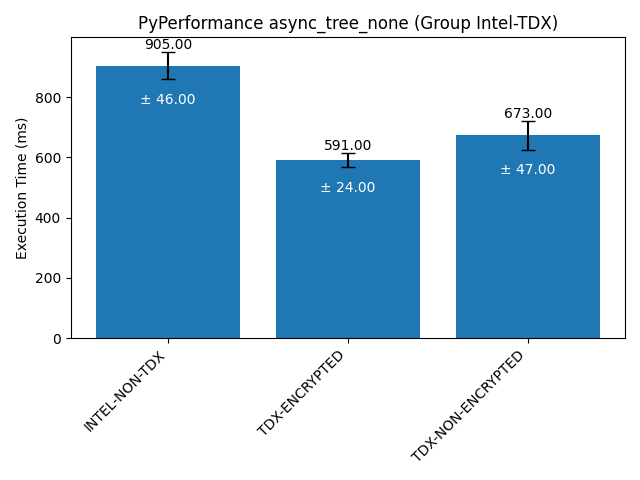 PyPerformance async_tree_none (Group Intel-TDX)
Execution Time (ms)
800
600
400
200
0
905.00
± 46.00
591.00
± 24.00
673.00
± 47.00
INTEL-NON-TDX
TDX-ENCRYPTED
TDX-NON-ENCRYPTED